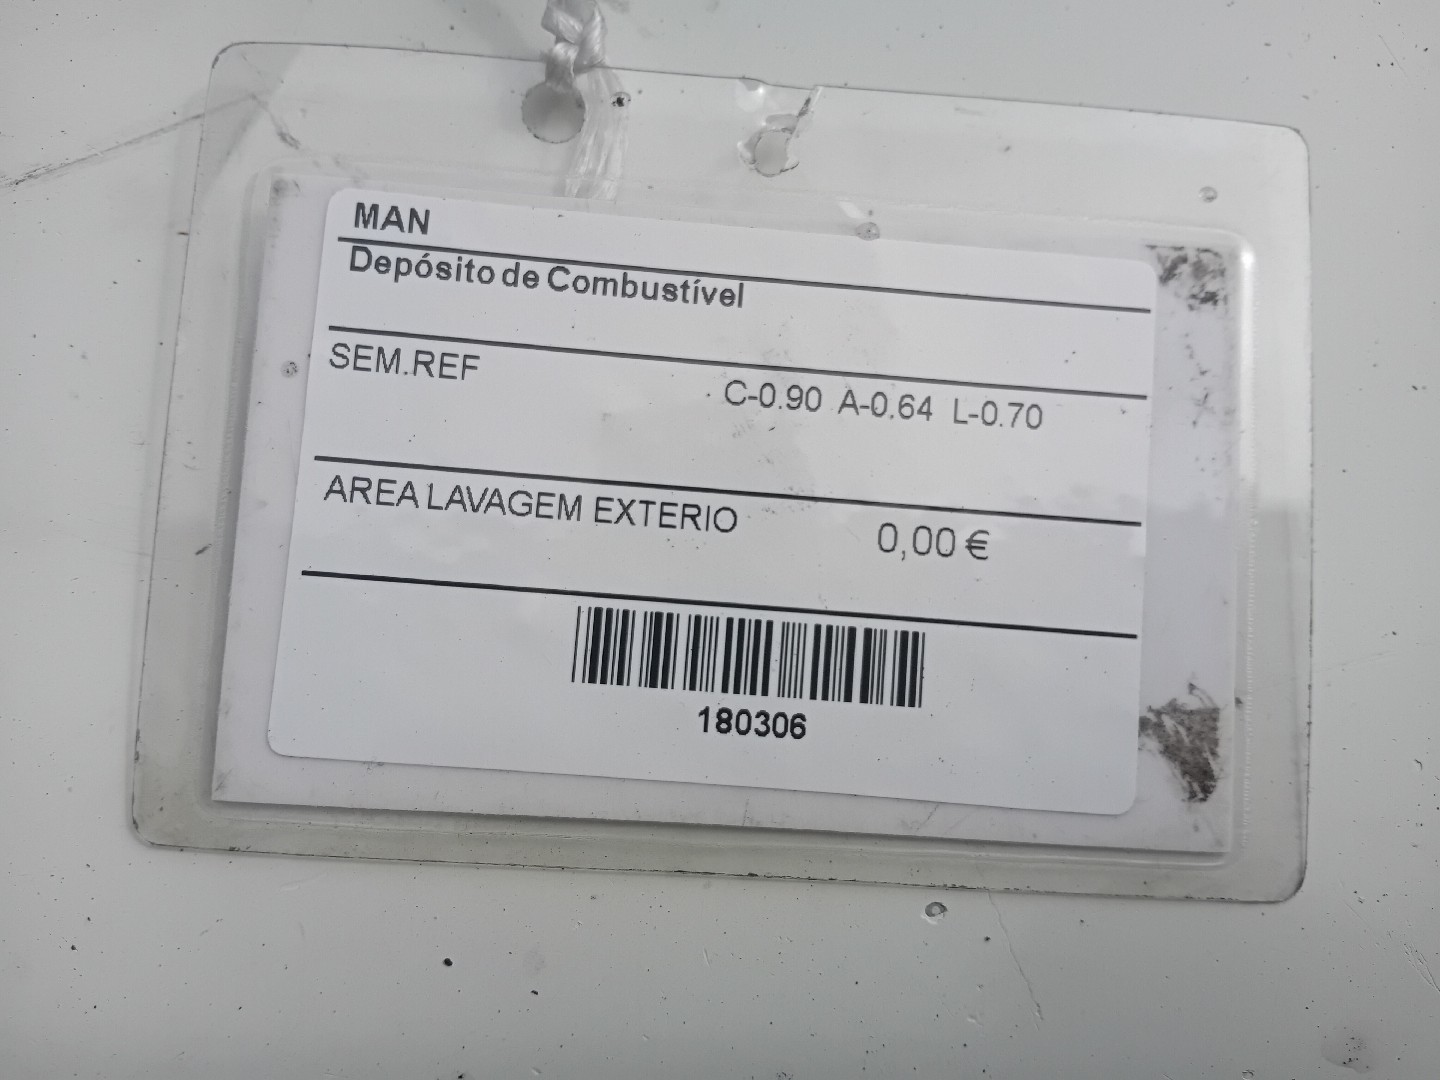 MAN
Depósito de Combustível
SEM.REF
. C-0.90 A-0.64 L-0.70
AREA LAVAGEM EXTERIO 0,00 €
180306